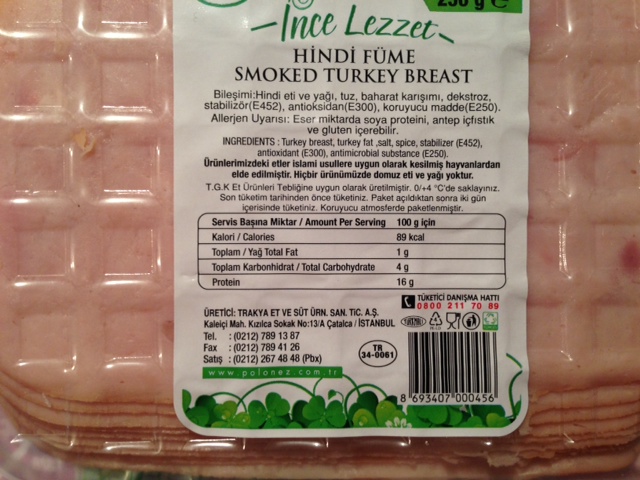 250 g e
İnce Lezzet
HİNDİ FÜME
SMOKED TURKEY BREAST
Bileşimi:Hindi eti ve yağı, tuz, baharat karışımı, dekstroz,
stabilizör(E452), antioksidan(E300), koruyucu madde(E250).
Allerjen Uyarısı: Eser miktarda soya proteini, antep içfıstık
ve gluten içerebilir.
INGREDIENTS : Turkey breast, turkey fat ,salt, spice, stabilizer (E452),
antioxidant (E300), antimicrobial substance (E250).
Ürünlerimizdeki etler islami usullere uygun olarak kesilmiş hayvanlardan
elde edilmiştir. Hiçbir ürünümüzde domuz eti ve yağı yoktur.
T.G.K Et Ürünleri Tebliğine uygun olarak üretilmiştir. 0/+4 °C'de saklayınız.
Son tüketim tarihinden önce tüketiniz. Paket açıldıktan sonra iki gün
içerisinde tüketiniz. Koruyucu atmosferde paketlenmiştir.
Servis Başına Miktar / Amount Per Serving 100 g için
Kalori / Calories 89 kcal
Toplam / Yağ Total Fat 1 g
Toplam Karbonhidrat / Total Carbohydrate 4 g
Protein 16 g
TÜKETİCİ DANIŞMA HATTI
0800 211 70 89
ÜRETİCİ: TRAKYA ET VE SÜT ÜRN. SAN. TİC. A.Ş.
Kaleiçi Mah. Kızılca Sokak No:13/A Çatalca / İSTANBUL
Tel. : (0212) 789 13 87
Fax : (0212) 789 41 26
Satış : (0212) 267 48 48 (Pbx)
www.polonez.com.tr
TR
34-0061
8 693407 000456